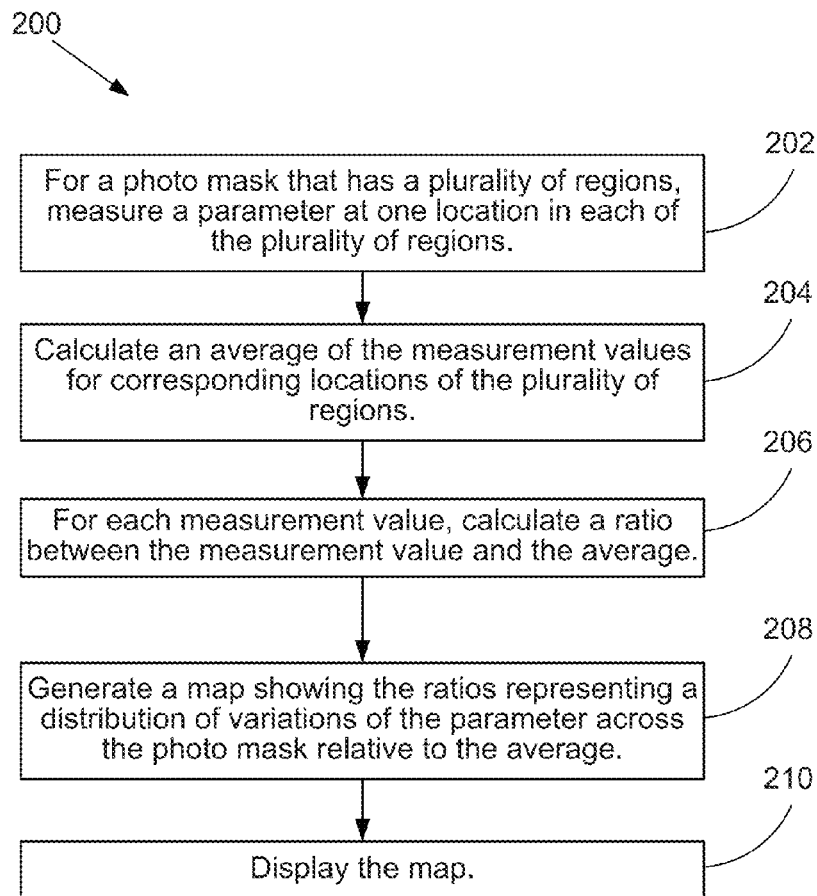 200
202
For a photo mask that has a plurality of regions,
measure a parameter at one location in each of
the plurality of regions.
204
Calculate an average of the measurement values
for corresponding locations of the plurality of
regions.
206
For each measurement value, calculate a ratio
between the measurement value and the average.
208
Generate a map showing the ratios representing a
distribution of variations of the parameter across
the photo mask relative to the average.
210
Display the map.